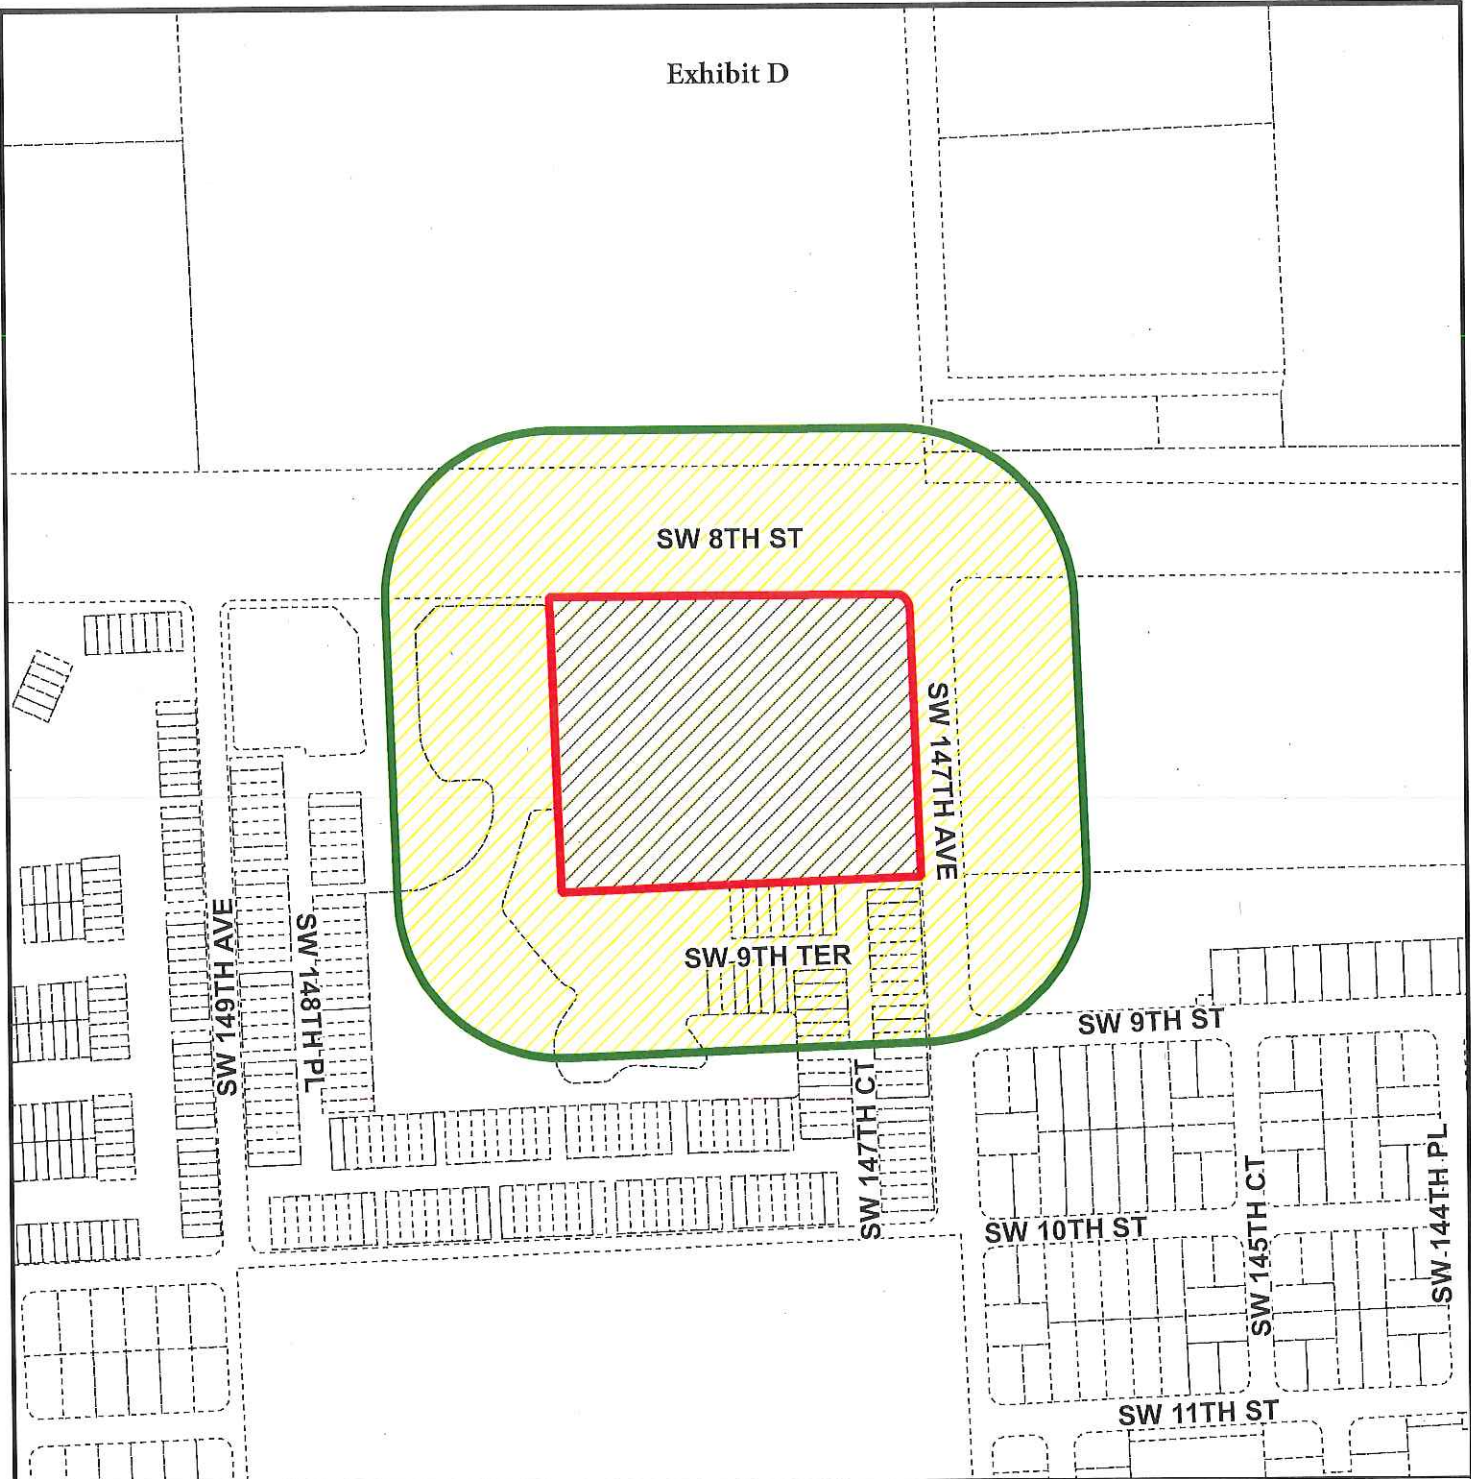 Exhibit D
SW 8TH ST
SW 147TH AVE
SW 149TH AVE
SW 148TH PL
SW 9TH TER
SW 9TH ST
SW 147TH CT
SW 10TH ST
SW 145TH CT
SW 144TH PL
SW 11TH ST